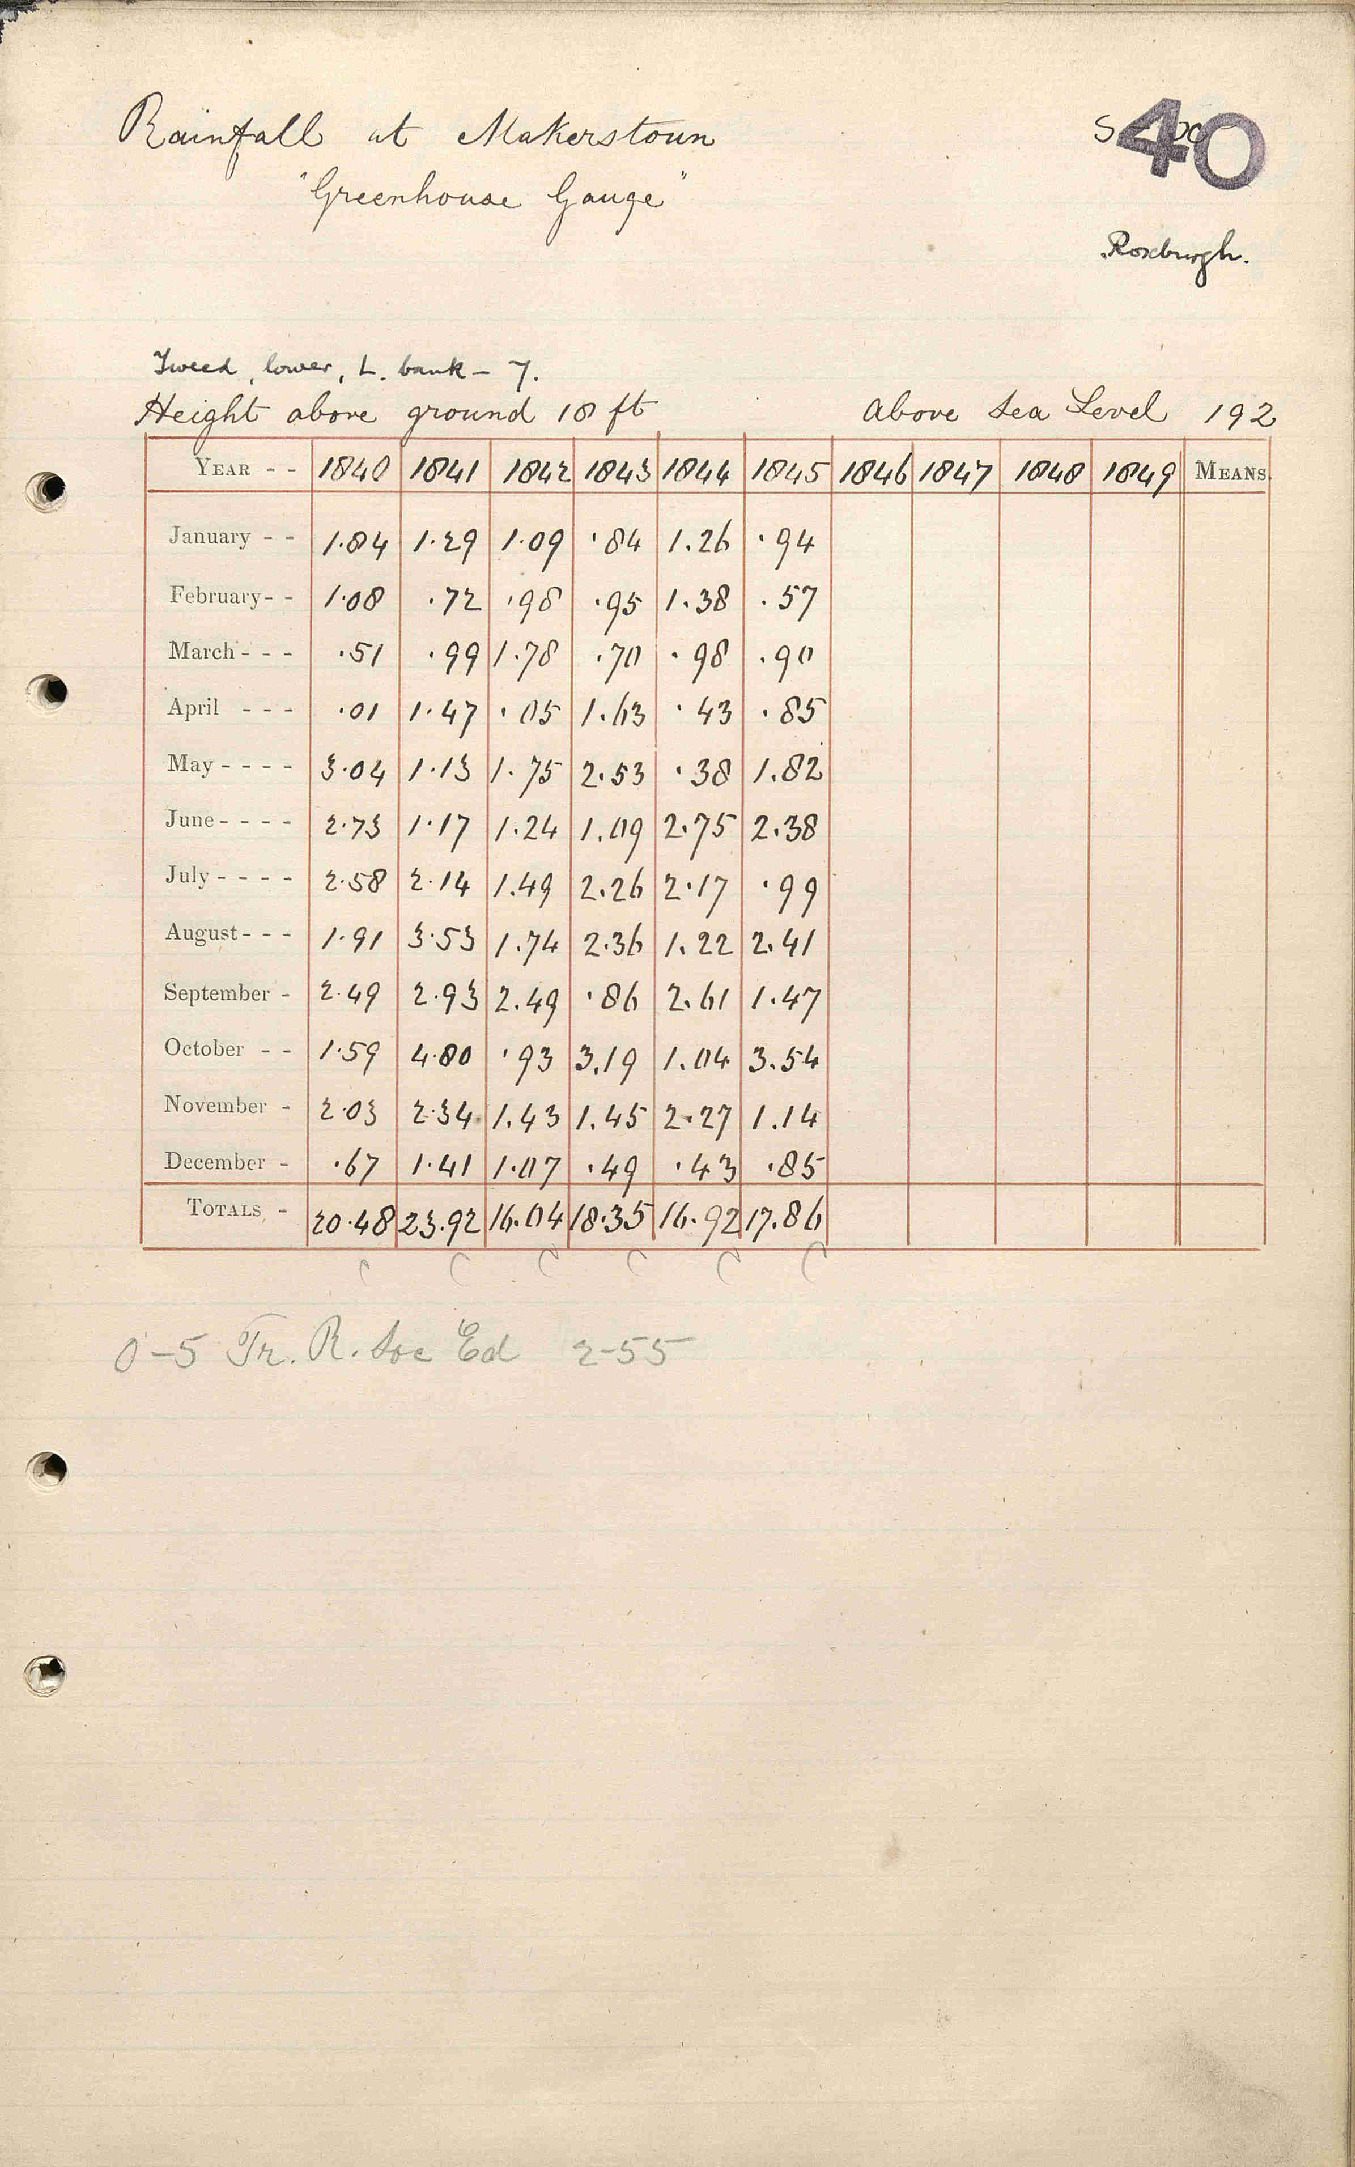 Rainfall at Makerstoun
40
"Greenhouse Gauge"
Roxburgh.
Tweed, lower, L. bank - 7.
Height above ground 18 ft above Sea Level 192
YEAR - - 1840 1841 1842 1843 1844 1845 1846 1847 1848 1849 MEANS.
January - - 1.84 1.29 1.09 .84 1.26 .94
February - - 1.08 .72 .98 .95 1.38 .57
March - - - .51 .99 1.78 .70 .98 .90
April - - - .01 1.47 .05 1.63 .43 .85
May - - - - 3.04 1.13 1.75 2.53 .38 1.82
June - - - - 2.73 1.17 1.24 1.09 2.75 2.38
July - - - - 2.58 2.14 1.49 2.26 2.17 .99
August - - - 1.91 3.53 1.74 2.36 1.22 2.41
September - 2.49 2.93 2.49 .86 2.61 1.47
October - - 1.59 4.80 .93 3.19 1.04 3.54
November - 2.03 2.34 1.43 1.45 2.27 1.14
December - .67 1.41 1.07 .49 .43 .85
TOTALS - 20.48 23.92 16.04 18.35 16.92 17.86
0-5 Tr. R. Soc Ed 2-55